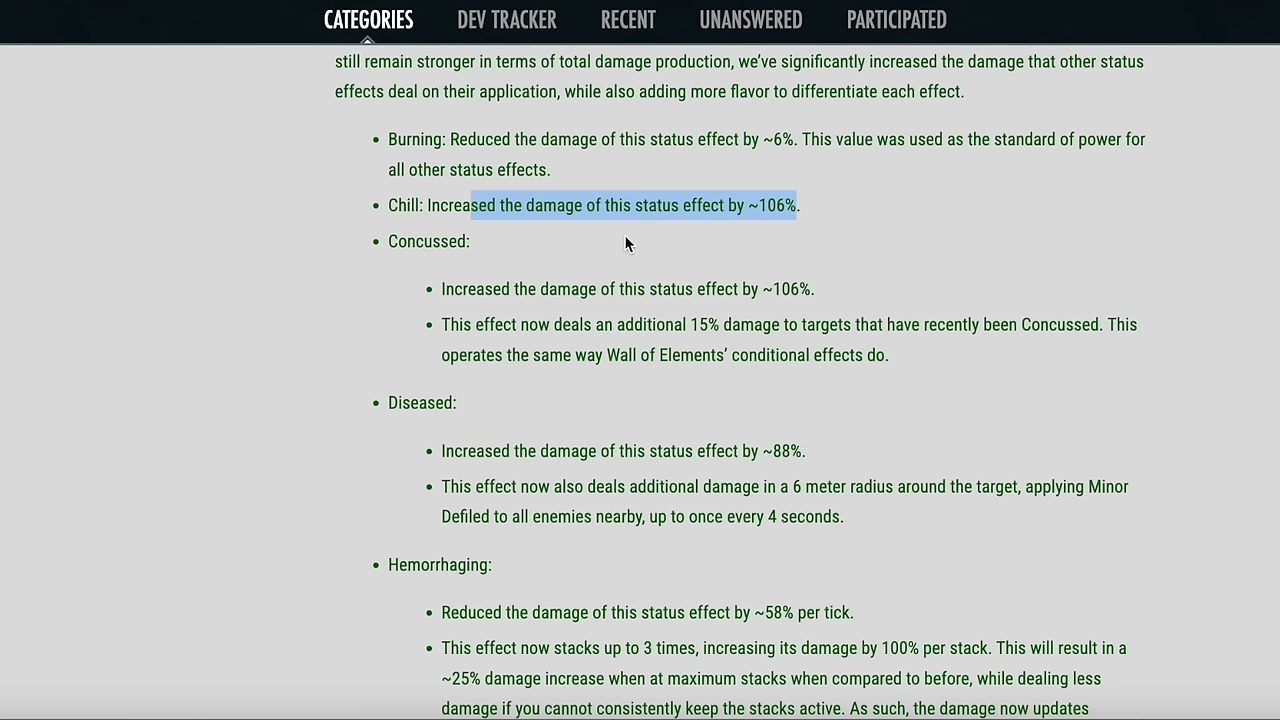 CATEGORIES DEV TRACKER RECENT UNANSWERED PARTICIPATED
still remain stronger in terms of total damage production, we’ve significantly increased the damage that other status
effects deal on their application, while also adding more flavor to differentiate each effect.
• Burning: Reduced the damage of this status effect by ~6%. This value was used as the standard of power for
all other status effects.
• Chill: Increased the damage of this status effect by ~106%.
• Concussed:
• Increased the damage of this status effect by ~106%.
• This effect now deals an additional 15% damage to targets that have recently been Concussed. This
operates the same way Wall of Elements’ conditional effects do.
• Diseased:
• Increased the damage of this status effect by ~88%.
• This effect now also deals additional damage in a 6 meter radius around the target, applying Minor
Defiled to all enemies nearby, up to once every 4 seconds.
• Hemorrhaging:
• Reduced the damage of this status effect by ~58% per tick.
• This effect now stacks up to 3 times, increasing its damage by 100% per stack. This will result in a
~25% damage increase when at maximum stacks when compared to before, while dealing less
damage if you cannot consistently keep the stacks active. As such, the damage now updates